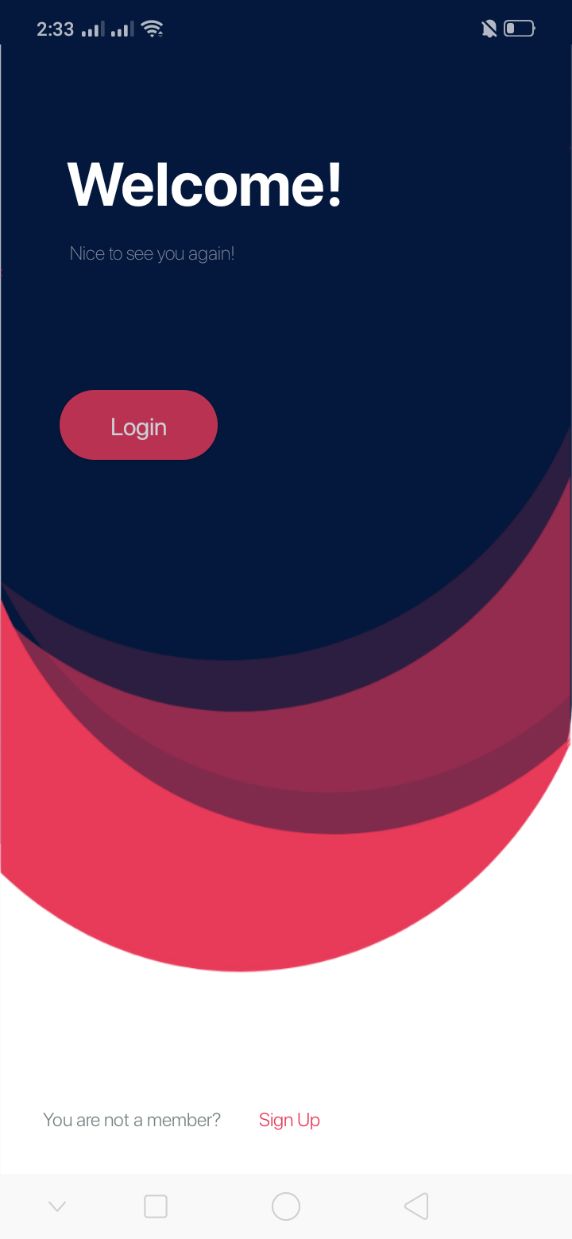 2:33
Welcome!
Nice to see you again!
Login
You are not a member? Sign Up